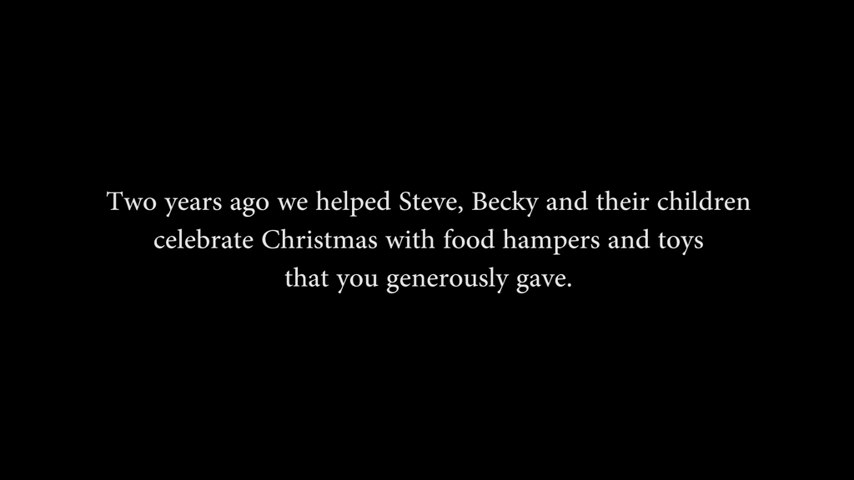 Two years ago we helped Steve, Becky and their children
celebrate Christmas with food hampers and toys
that you generously gave.